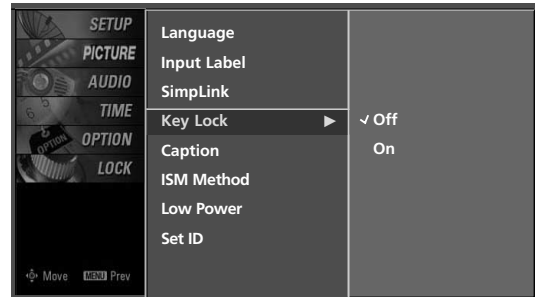 SETUP
PICTURE
AUDIO
TIME
OPTION
LOCK
Move MENU Prev
Language
Input Label
SimpLink
Key Lock
Caption
ISM Method
Low Power
Set ID
Off
On